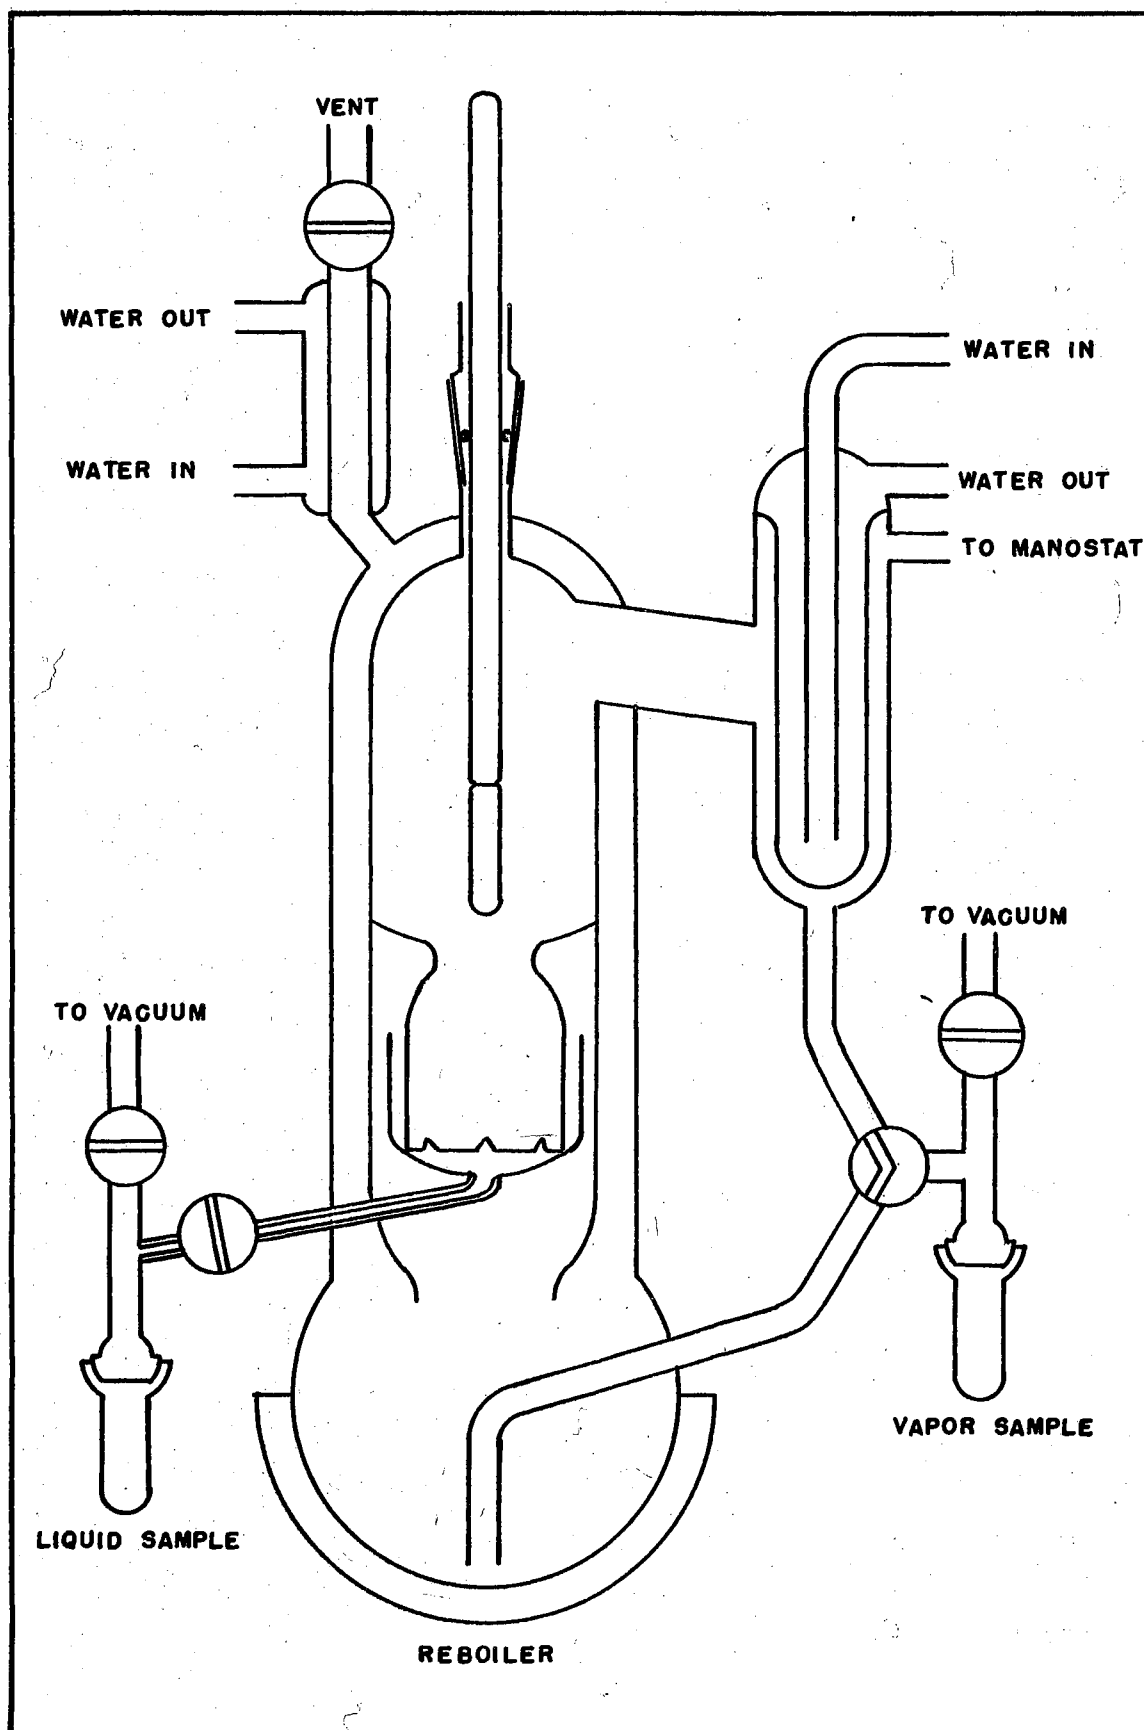 VENT
WATER OUT
WATER IN
WATER IN
WATER OUT
TO MANOSTAT
TO VACUUM
TO VACUUM
VAPOR SAMPLE
LIQUID SAMPLE
REBOILER